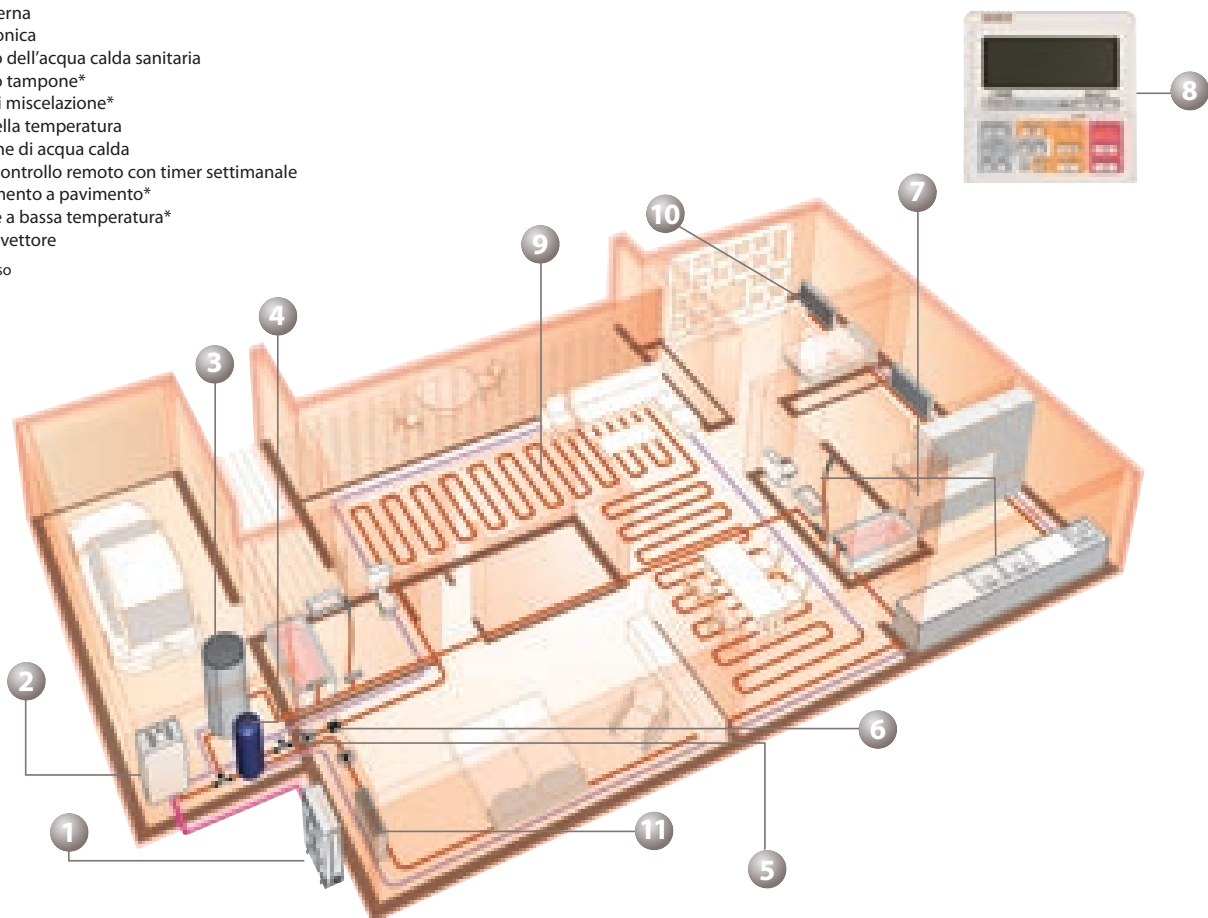 erna
onica
o dell'acqua calda sanitaria
o tampone*
i miscelazione*
ella temperatura
ne di acqua calda
ontrollo remoto con timer settimanale
mento a pavimento*
e a bassa temperatura*
vettore
so
8
7
10
9
4
3
2
6
1
11
5